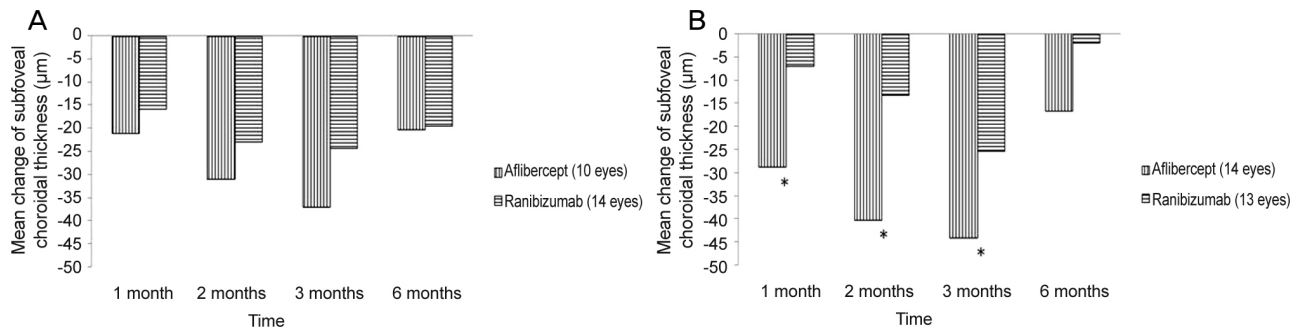 A
Mean change of subfoveal
choroidal thickness (μm)
0
-5
-10
-15
-20
-25
-30
-35
-40
-45
-50
1 month
2 months
3 months
6 months
Time
Aflibercept (10 eyes)
Ranibizumab (14 eyes)
B
Mean change of subfoveal
choroidal thickness (μm)
0
-5
-10
-15
-20
-25
-30
-35
-40
-45
-50
*
*
*
1 month
2 months
3 months
6 months
Time
Aflibercept (14 eyes)
Ranibizumab (13 eyes)